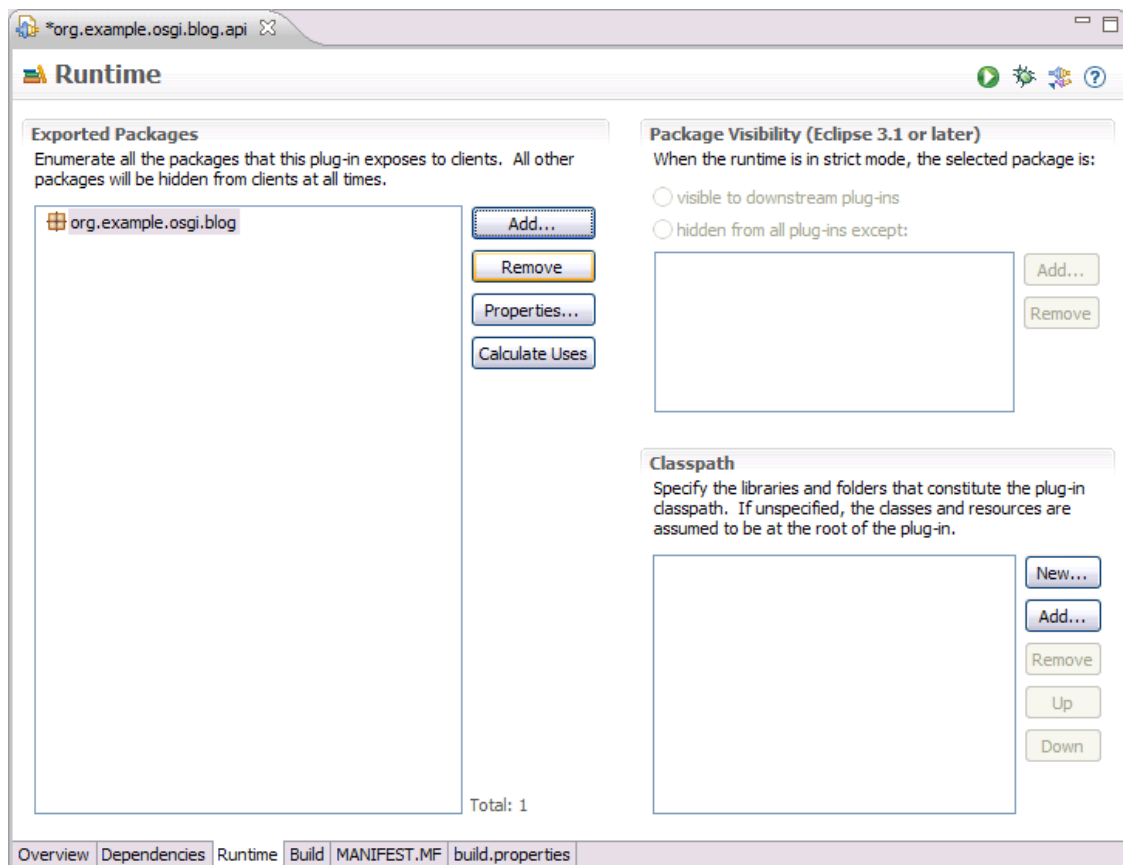 *org.example.osgi.blog.api
Runtime
Exported Packages
Enumerate all the packages that this plug-in exposes to clients. All other
packages will be hidden from clients at all times.
org.example.osgi.blog
Add...
Remove
Properties...
Calculate Uses
Total: 1
Package Visibility (Eclipse 3.1 or later)
When the runtime is in strict mode, the selected package is:
visible to downstream plug-ins
hidden from all plug-ins except:
Add...
Remove
Classpath
Specify the libraries and folders that constitute the plug-in
classpath. If unspecified, the classes and resources are
assumed to be at the root of the plug-in.
New...
Add...
Remove
Up
Down
Overview Dependencies Runtime Build MANIFEST.MF build.properties